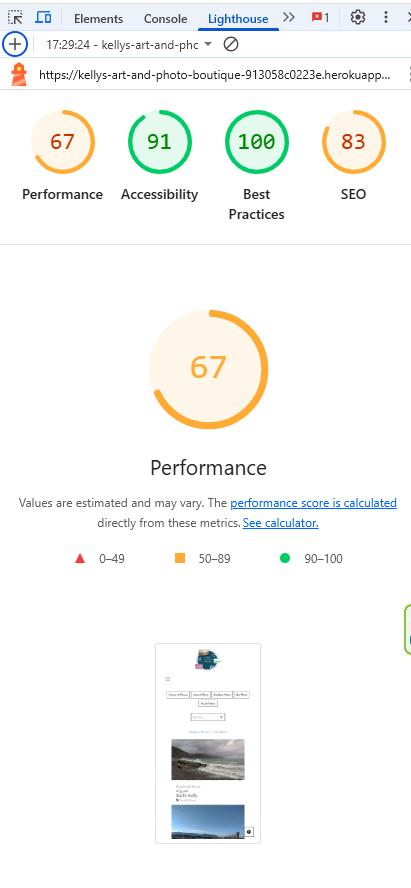 Elements Console Lighthouse 1
17:29:24 - kellys-art-and-phc
https://kellys-art-and-photo-boutique-913058c0223e.herokuapp...
67 91 100 83
Performance Accessibility Best Practices SEO
67
Performance
Values are estimated and may vary. The performance score is calculated
directly from these metrics. See calculator.
0–49 50–89 90–100